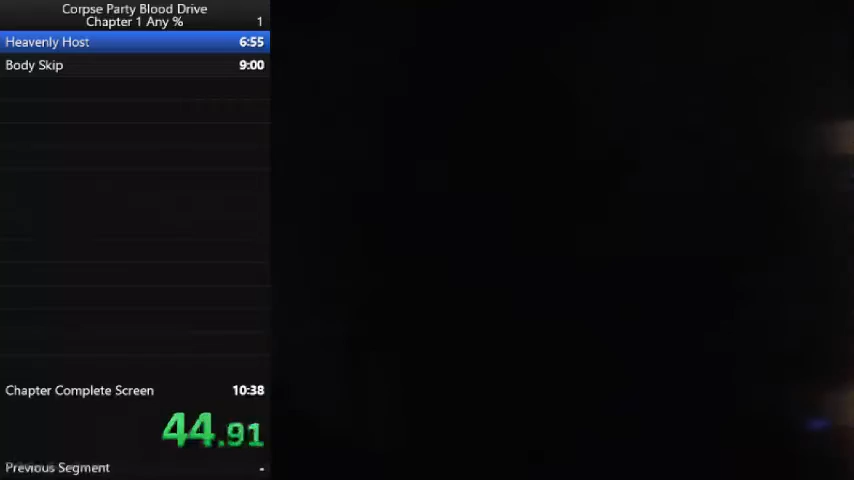 Corpse Party Blood Drive
Chapter 1 Any % 1
Heavenly Host 6:55
Body Skip 9:00
Chapter Complete Screen 10:38
44.91
Previous Segment -